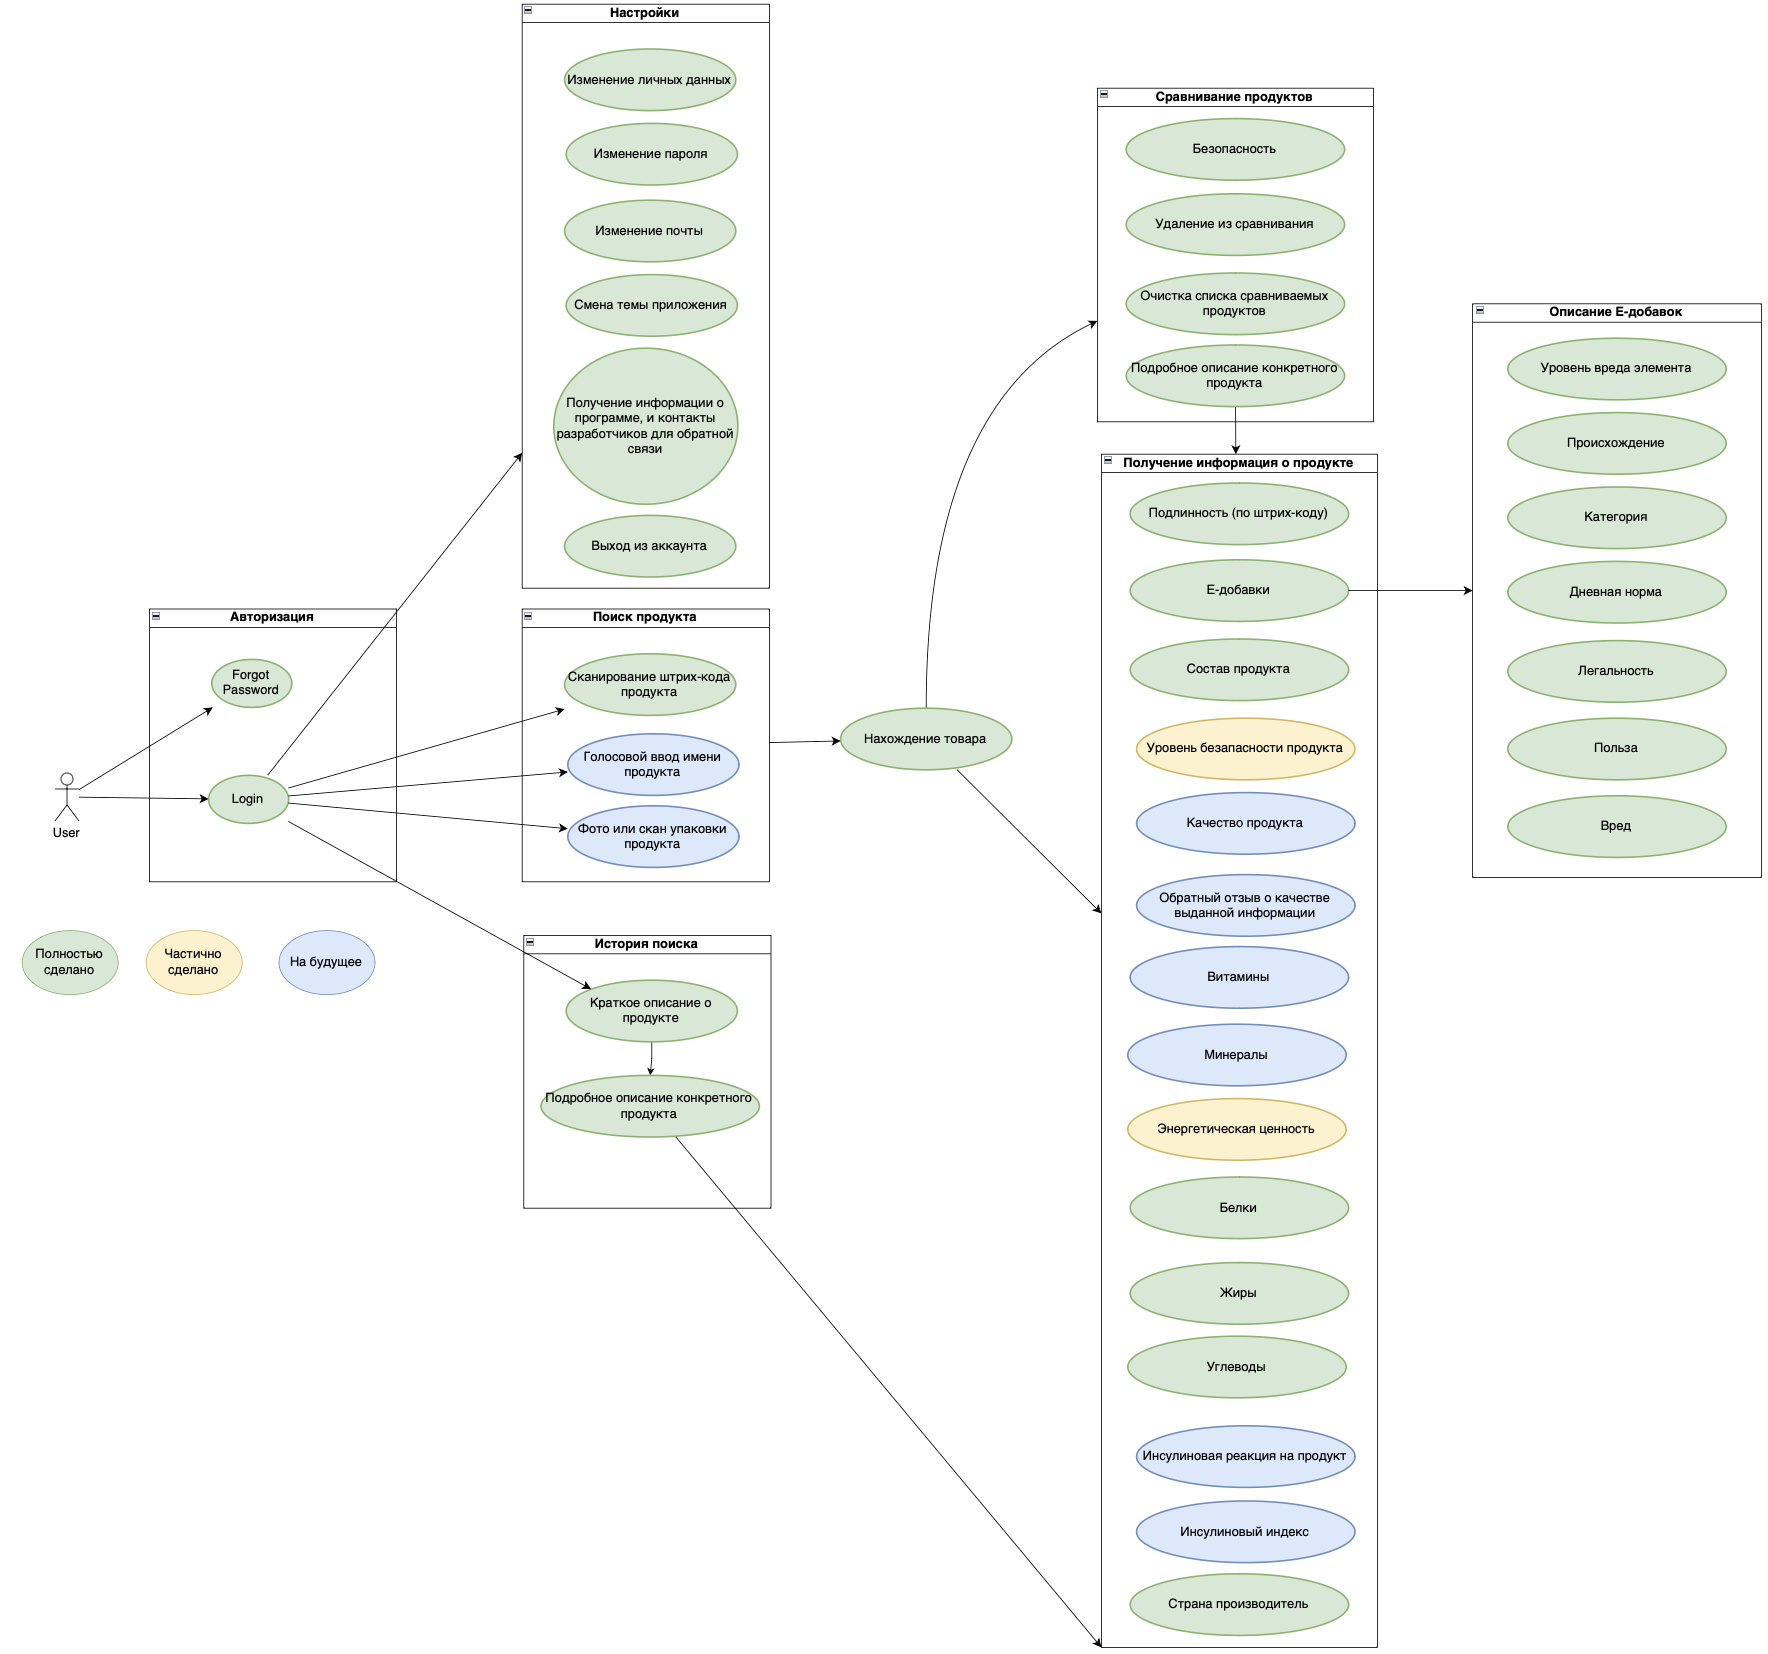 Настройки
Изменение личных данных
Изменение пароля
Изменение почты
Смена темы приложения
Получение информации о
программе, и контакты
разработчиков для обратной
связи
Выход из аккаунта
Авторизация
Forgot
Password
Login
User
Полностью
сделано
Частично
сделано
На будущее
Поиск продукта
Сканирование штрих-кода
продукта
Голосовой ввод имени
продукта
Фото или скан упаковки
продукта
История поиска
Краткое описание о
продукте
Подробное описание конкретного
продукта
Нахождение товара
Сравнивание продуктов
Безопасность
Удаление из сравнивания
Очистка списка сравниваемых
продуктов
Подробное описание конкретного
продукта
Получение информация о продукте
Подлинность (по штрих-коду)
Е-добавки
Состав продукта
Уровень безапасности продукта
Качество продукта
Обратный отзыв о качестве
выданной информации
Витамины
Минералы
Энергетическая ценность
Белки
Жиры
Углеводы
Инсулиновая реакция на продукт
Инсулиновый индекс
Страна производитель
Описание Е-добавок
Уровень вреда элемента
Происхождение
Категория
Дневная норма
Легальность
Польза
Вред